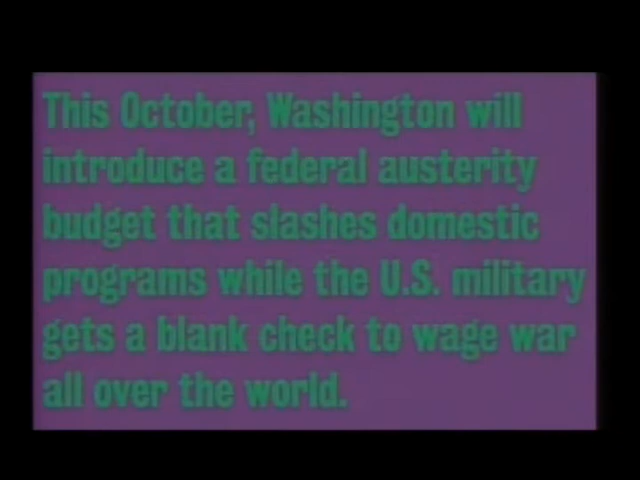 This October, Washington will
introduce a federal austerity
budget that slashes domestic
programs while the U.S. military
gets a blank check to wage war
all over the world.